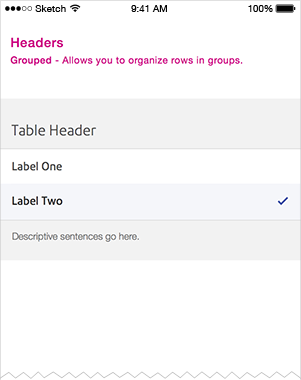 Sketch 9:41 AM 100%
Headers
Grouped - Allows you to organize rows in groups.
Table Header
Label One
Label Two
Descriptive sentences go here.